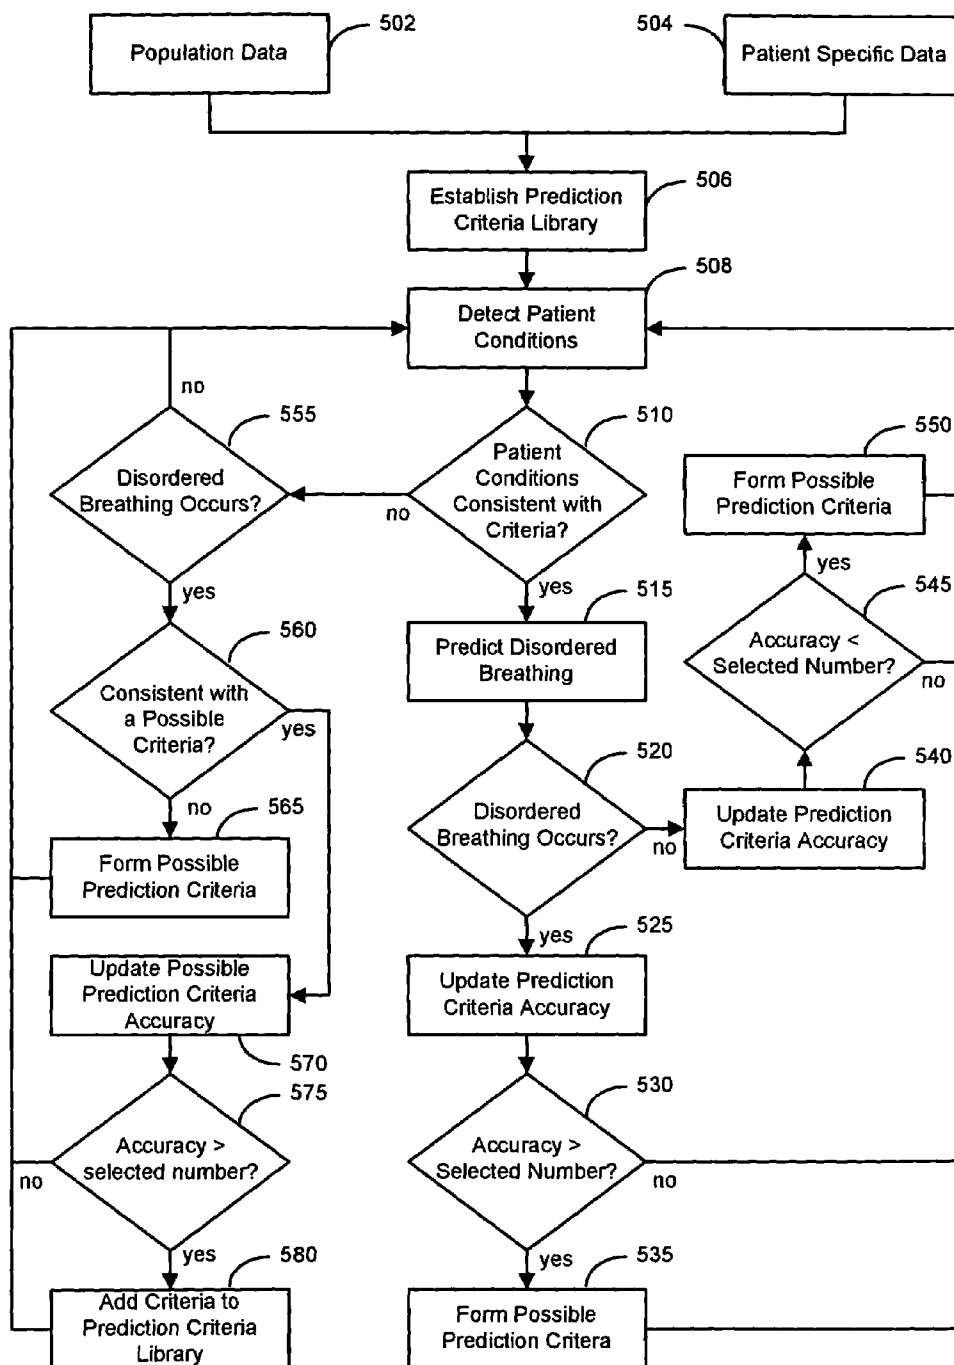 Population Data
502
504
Patient Specific Data
506
Establish Prediction
Criteria Library
508
Detect Patient
Conditions
no
555
Disordered
Breathing Occurs?
yes
510
Patient
Conditions
Consistent with
Criteria?
no
yes
550
Form Possible
Prediction Criteria
yes
545
Accuracy <
Selected Number?
no
515
Predict Disordered
Breathing
560
Consistent with
a Possible
Criteria?
yes
no
520
Disordered
Breathing Occurs?
no
yes
540
Update Prediction
Criteria Accuracy
565
Form Possible
Prediction Criteria
525
Update Prediction
Criteria Accuracy
Update Possible
Prediction Criteria
Accuracy
570
575
Accuracy >
selected number?
no
yes
530
Accuracy >
Selected Number?
no
yes
580
Add Criteria to
Prediction Criteria
Library
535
Form Possible
Prediction Critera